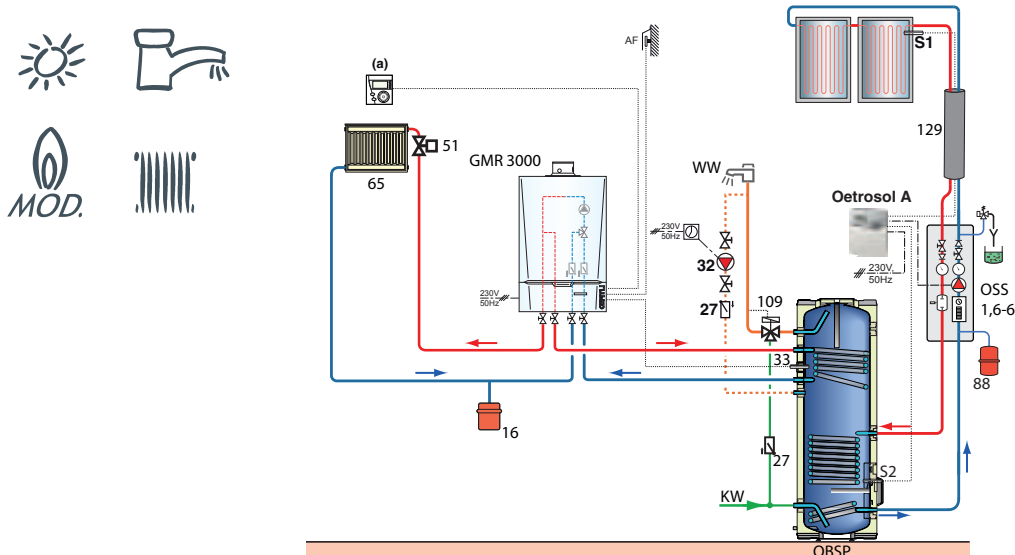 AF
S1
(a)
129
51
GMR 3000
WW
65
Oetrosol A
230V
50Hz
32
230V
50Hz
OSS
1,6-6
MOD.
230V
50Hz
27
109
33
88
16
27
S2
KW
OBSP